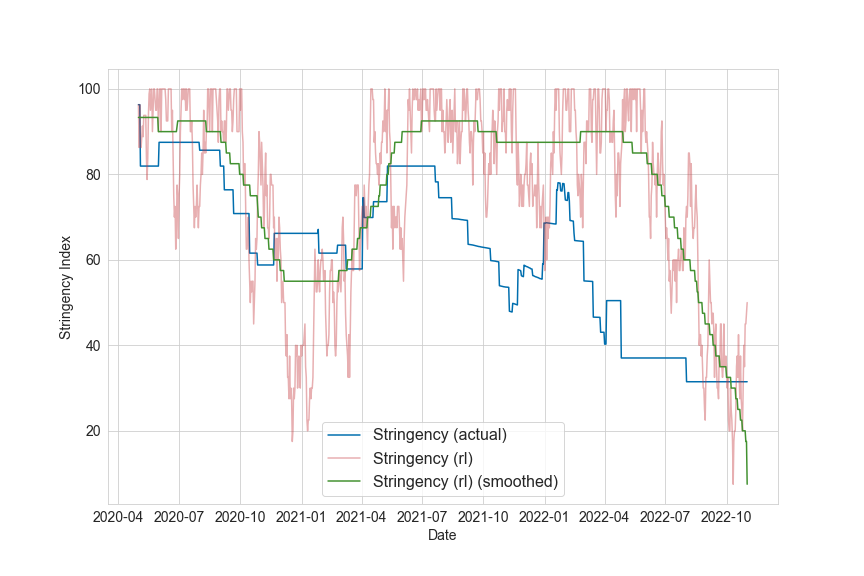 100
80
60
40
20
Stringency Index
Stringency (actual)
Stringency (rl)
Stringency (rl) (smoothed)
2020-04 2020-07 2020-10 2021-01 2021-04 2021-07 2021-10 2022-01 2022-04 2022-07 2022-10
Date